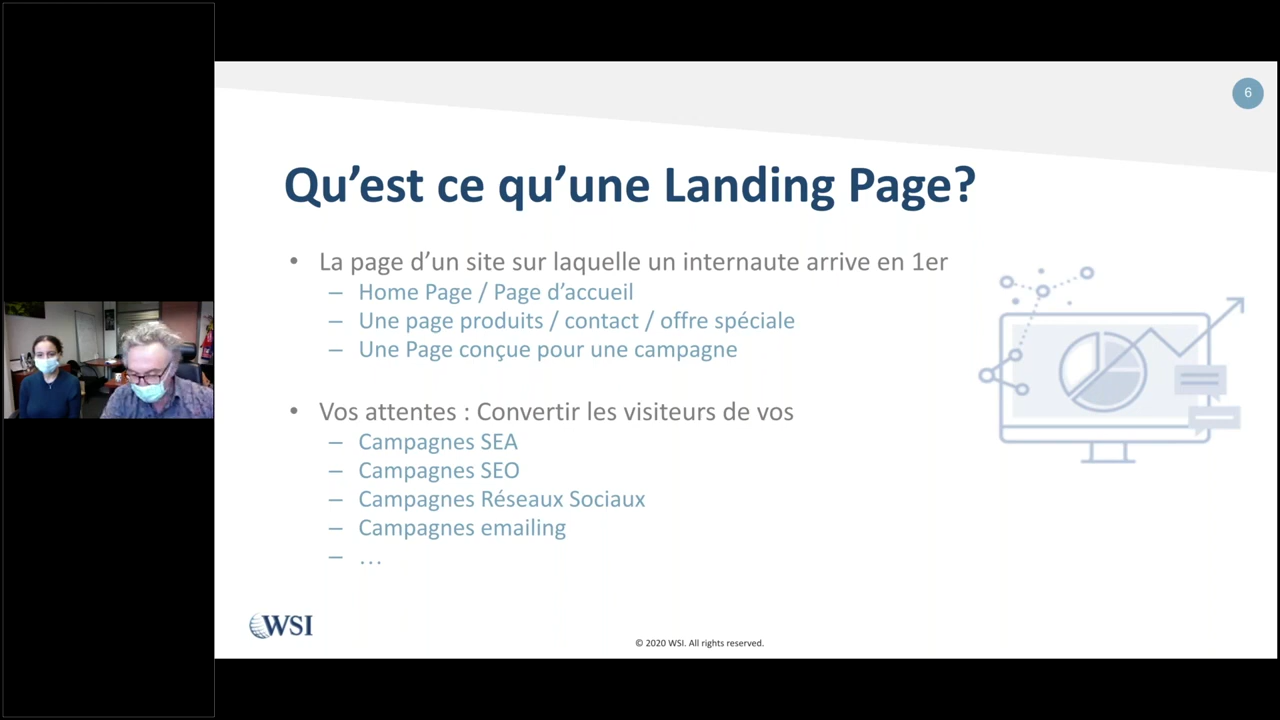 6
Qu’est ce qu’une Landing Page?
• La page d’un site sur laquelle un internaute arrive en 1er
– Home Page / Page d’accueil
– Une page produits / contact / offre spéciale
– Une Page conçue pour une campagne
• Vos attentes : Convertir les visiteurs de vos
– Campagnes SEA
– Campagnes SEO
– Campagnes Réseaux Sociaux
– Campagnes emailing
– …
WSI
© 2020 WSI. All rights reserved.